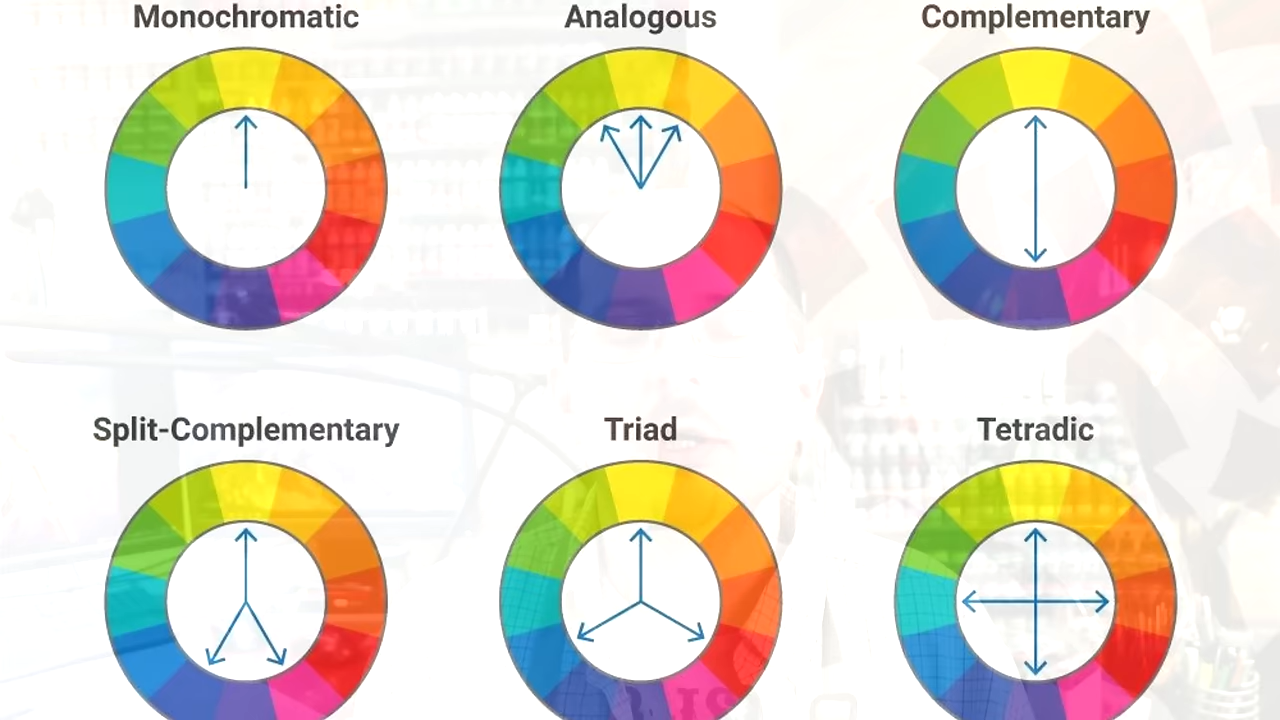 Monochromatic
Analogous
Complementary
Split-Complementary
Triad
Tetradic